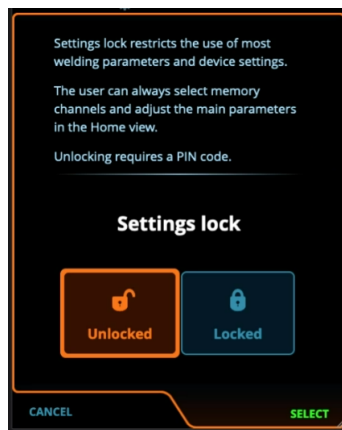 Settings lock restricts the use of most
welding parameters and device settings.
The user can always select memory
channels and adjust the main parameters
in the Home view.
Unlocking requires a PIN code.
Settings lock
Unlocked
Locked
CANCEL
SELECT